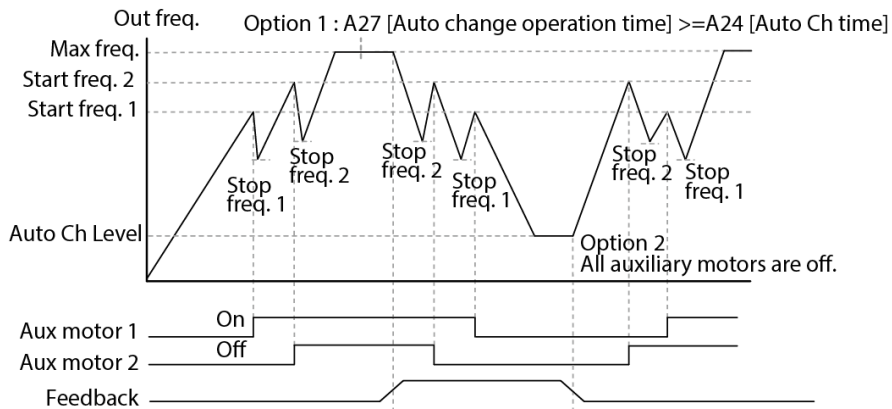 Out freq.
Option 1 : A27 [Auto change operation time] >=A24 [Auto Ch time]
Max freq.
Start freq. 2
Start freq. 1
Stop
freq. 1
Stop
freq. 2
Stop
freq. 2
Stop
freq. 1
Stop
freq. 2
Stop
freq. 1
Auto Ch Level
Option 2
All auxiliary motors are off.
Aux motor 1
On
Aux motor 2
Off
Feedback